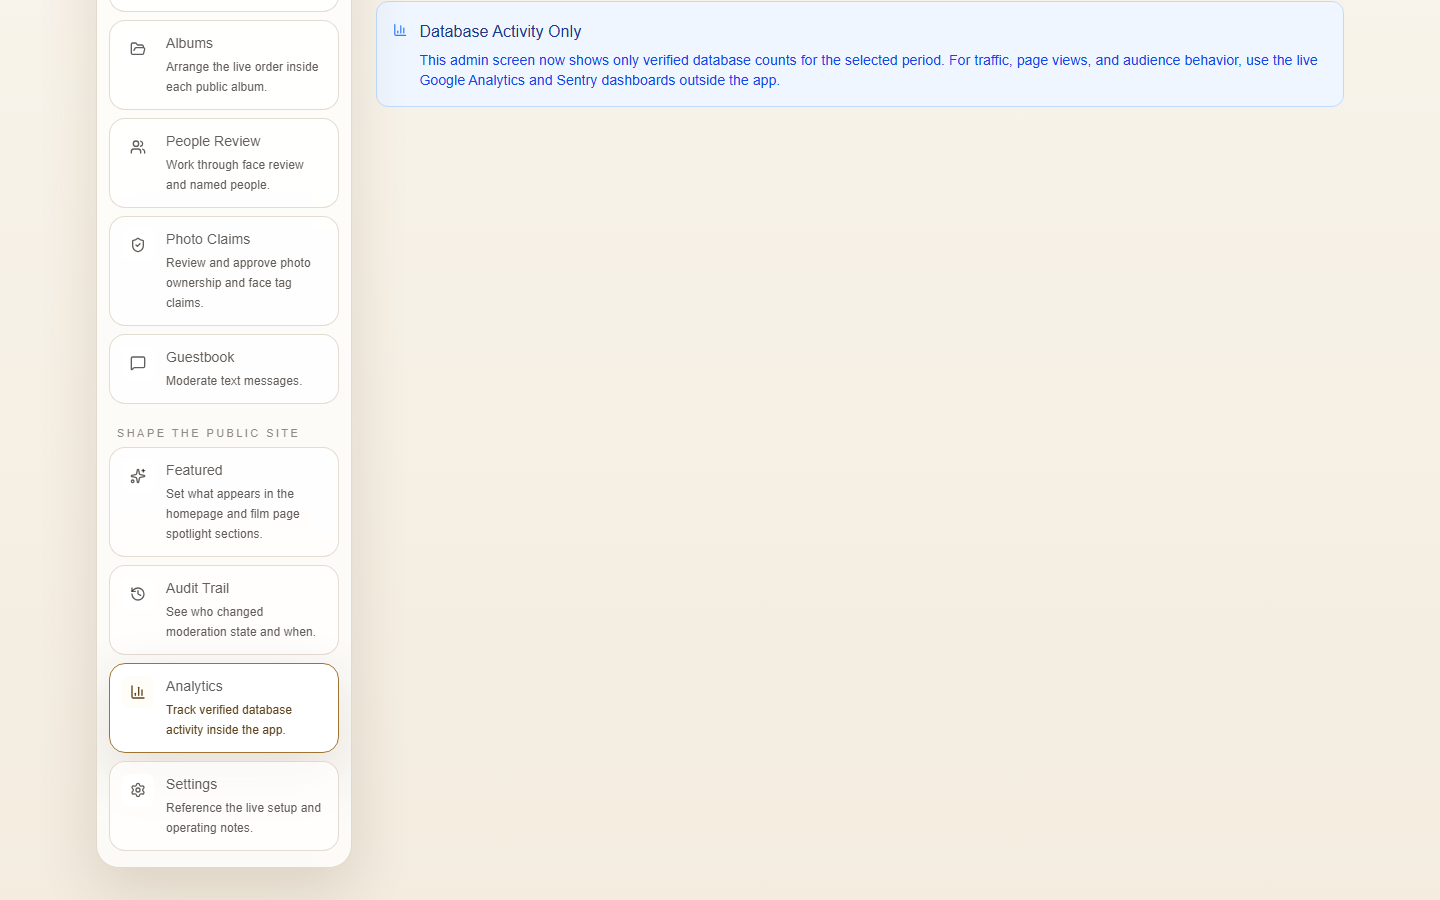 Albums
Arrange the live order inside
each public album.
People Review
Work through face review
and named people.
Photo Claims
Review and approve photo
ownership and face tag
claims.
Guestbook
Moderate text messages.
SHAPE THE PUBLIC SITE
Featured
Set what appears in the
homepage and film page
spotlight sections.
Audit Trail
See who changed
moderation state and when.
Analytics
Track verified database
activity inside the app.
Settings
Reference the live setup and
operating notes.
Database Activity Only
This admin screen now shows only verified database counts for the selected period. For traffic, page views, and audience behavior, use the live
Google Analytics and Sentry dashboards outside the app.